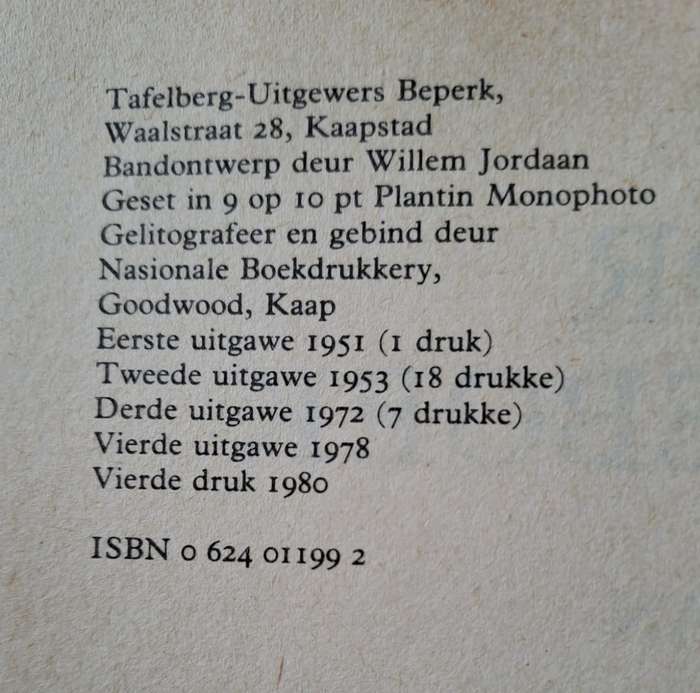 Tafelberg-Uitgewers Beperk,
Waalstraat 28, Kaapstad
Bandontwerp deur Willem Jordaan
Geset in 9 op 10 pt Plantin Monophoto
Gelitografeer en gebind deur
Nasionale Boekdrukkery,
Goodwood, Kaap
Eerste uitgawe 1951 (1 druk)
Tweede uitgawe 1953 (18 drukke)
Derde uitgawe 1972 (7 drukke)
Vierde uitgawe 1978
Vierde druk 1980
ISBN 0 624 01199 2